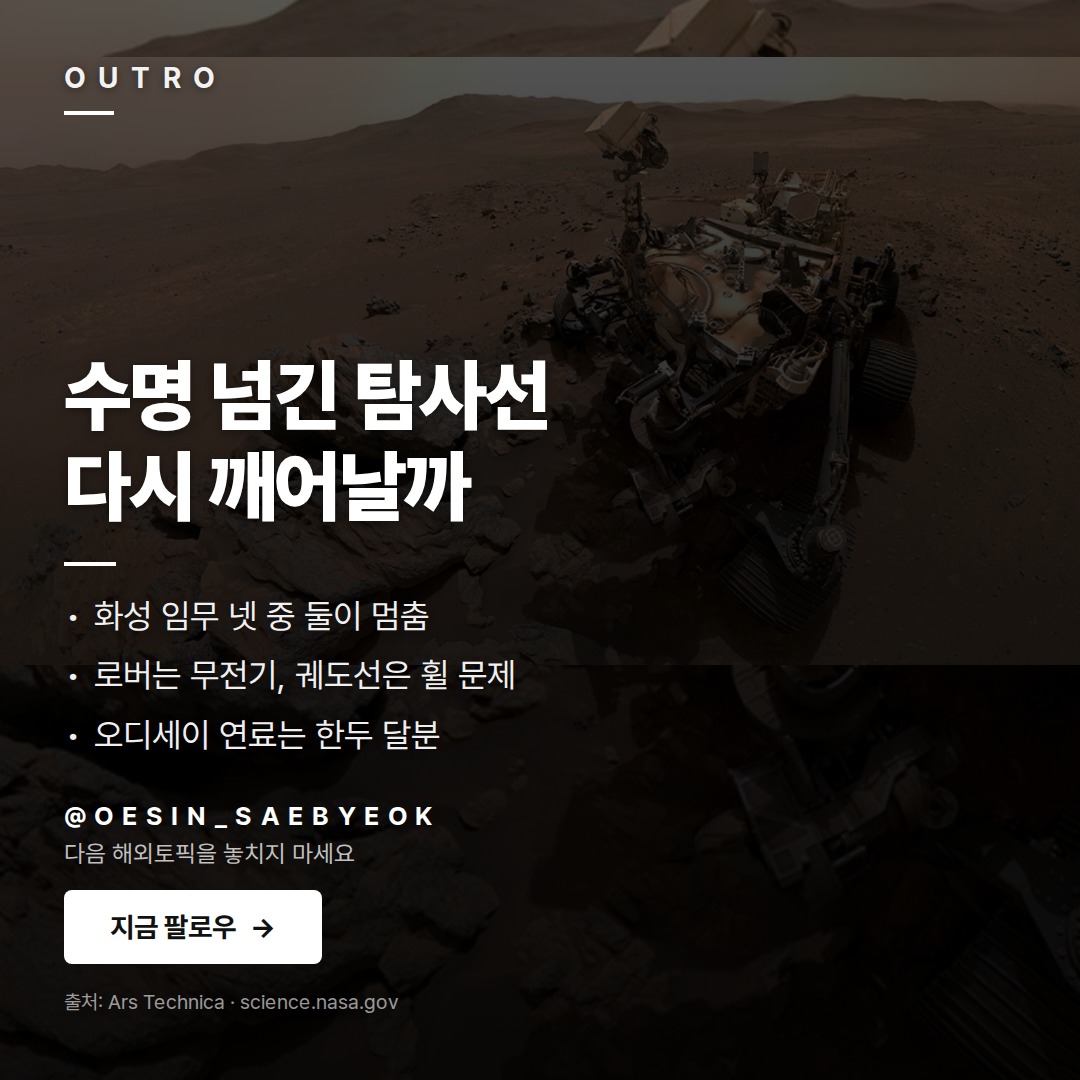 OUTRO
수명 넘긴 탐사선
다시 깨어날까
• 화성 임무 넷 중 둘이 멈춤
• 로버는 무전기, 궤도선은 휠 문제
• 오디세이 연료는 한두 달분
@OESIN_SAEBYEOK
다음 해외토픽을 놓치지 마세요
지금 팔로우 →
출처: Ars Technica · science.nasa.gov